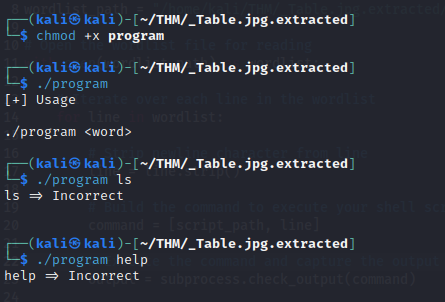 ┌──(kali㉿kali)-[~/THM/_Table.jpg.extracted]
└─$ chmod +x program
┌──(kali㉿kali)-[~/THM/_Table.jpg.extracted]
└─$ ./program
[+] Usage
./program <word>
┌──(kali㉿kali)-[~/THM/_Table.jpg.extracted]
└─$ ./program ls
ls => Incorrect
┌──(kali㉿kali)-[~/THM/_Table.jpg.extracted]
└─$ ./program help
help => Incorrect